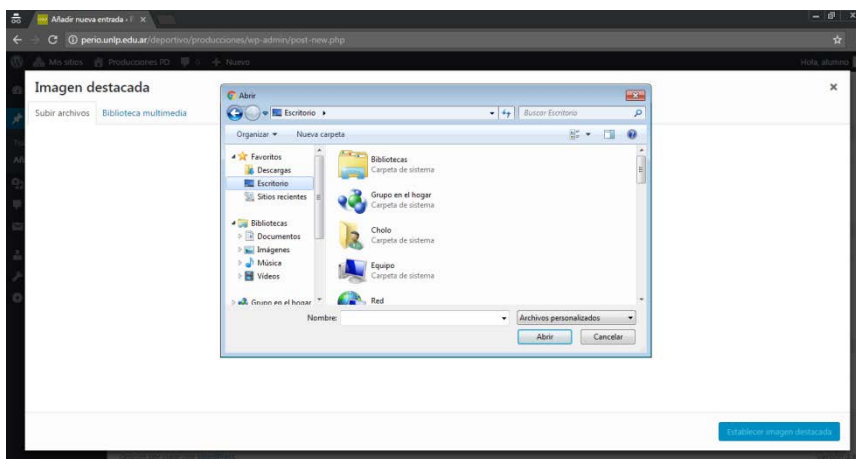 Añadir nueva entrada ‹ F
perio.unlp.edu.ar/deportivo/producciones/wp-admin/post-new.php
Mis sitios Producciones PD 0 Nuevo Hola, alumno
Imagen destacada
Subir archivos Biblioteca multimedia
Abrir
Escritorio
Buscar Escritorio
Organizar Nueva carpeta
Favoritos
Descargas
Escritorio
Sitios recientes
Bibliotecas
Documentos
Imágenes
Música
Vídeos
Grupo en el hogar
Bibliotecas
Carpeta de sistema
Grupo en el hogar
Carpeta de sistema
Cholo
Carpeta de sistema
Equipo
Carpeta de sistema
Red
Nombre:
Archivos personalizados
Abrir Cancelar
Establecer imagen destacada